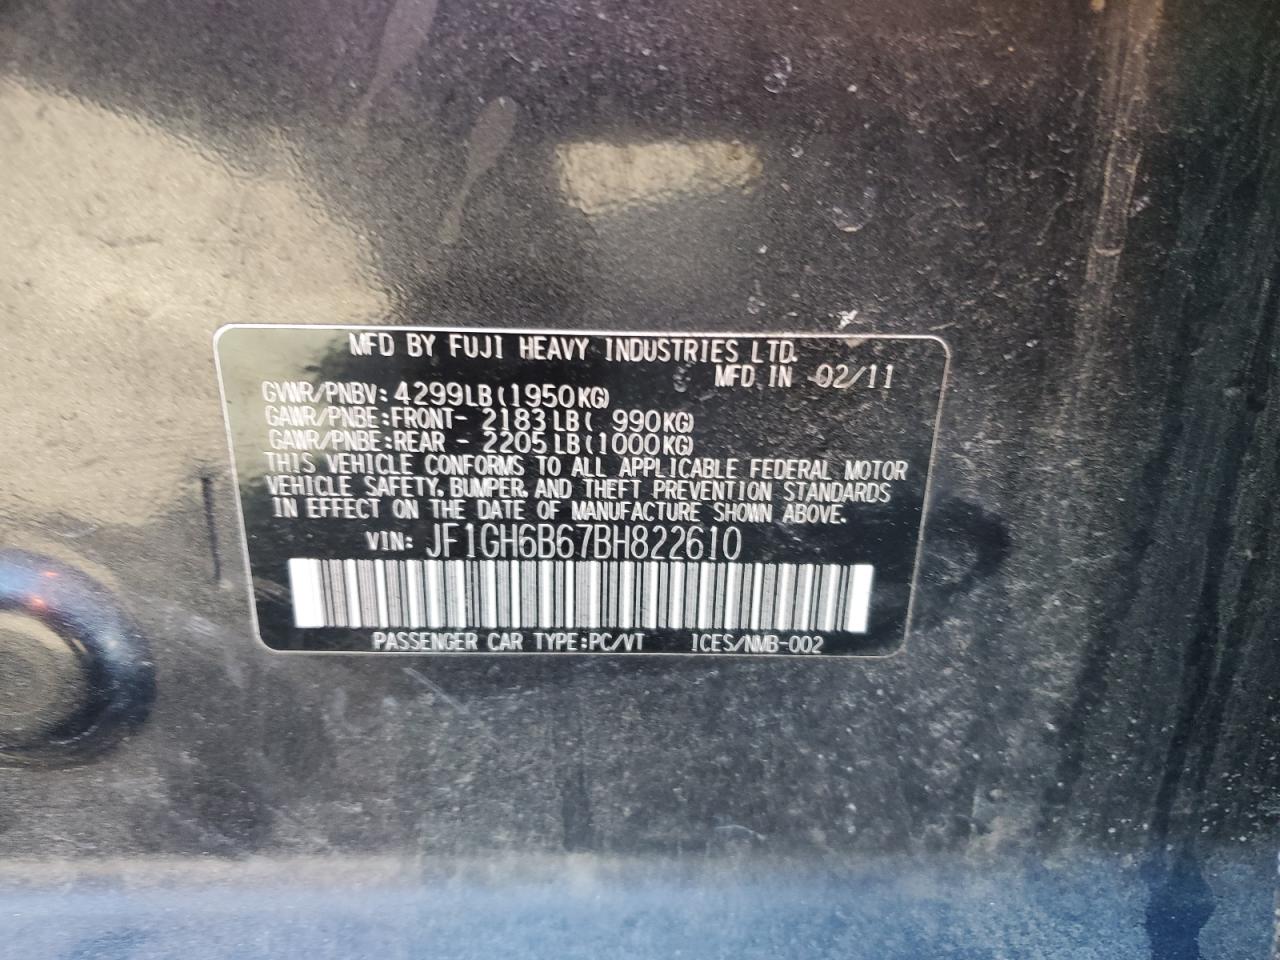 MFD BY FUJI HEAVY INDUSTRIES LTD.
MFD IN 02/11
GVWR/PNBV: 4299LB (1950KG)
GAWR/PNBE:FRONT- 2183LB ( 990KG)
GAWR/PNBE:REAR - 2205LB (1000KG)
THIS VEHICLE CONFORMS TO ALL APPLICABLE FEDERAL MOTOR
VEHICLE SAFETY, BUMPER, AND THEFT PREVENTION STANDARDS
IN EFFECT ON THE DATE OF MANUFACTURE SHOWN ABOVE.
VIN: JF1GH6B67BH822610
PASSENGER CAR TYPE:PC/VT ICES/NMB-002